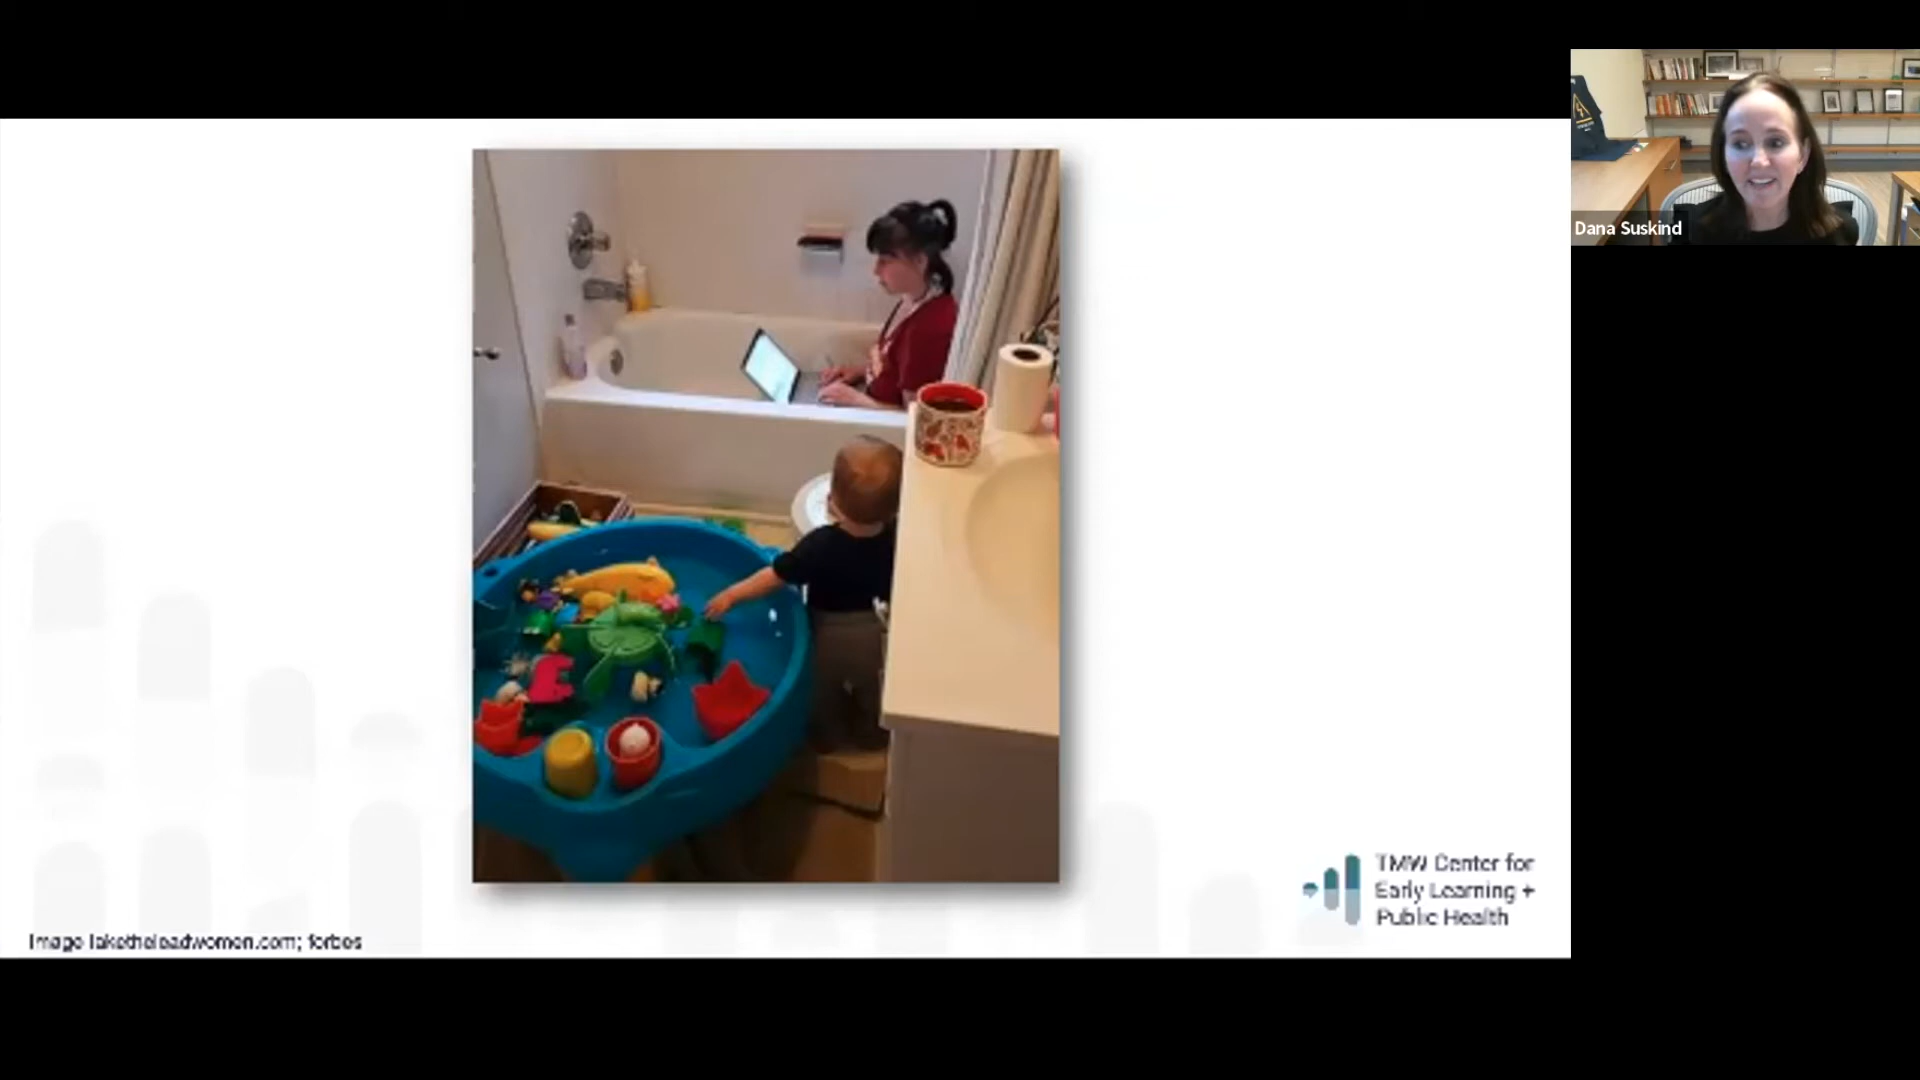 Dana Suskind
TMW Center for
Early Learning +
Public Health
Image taketheleadwomen.com; forbes